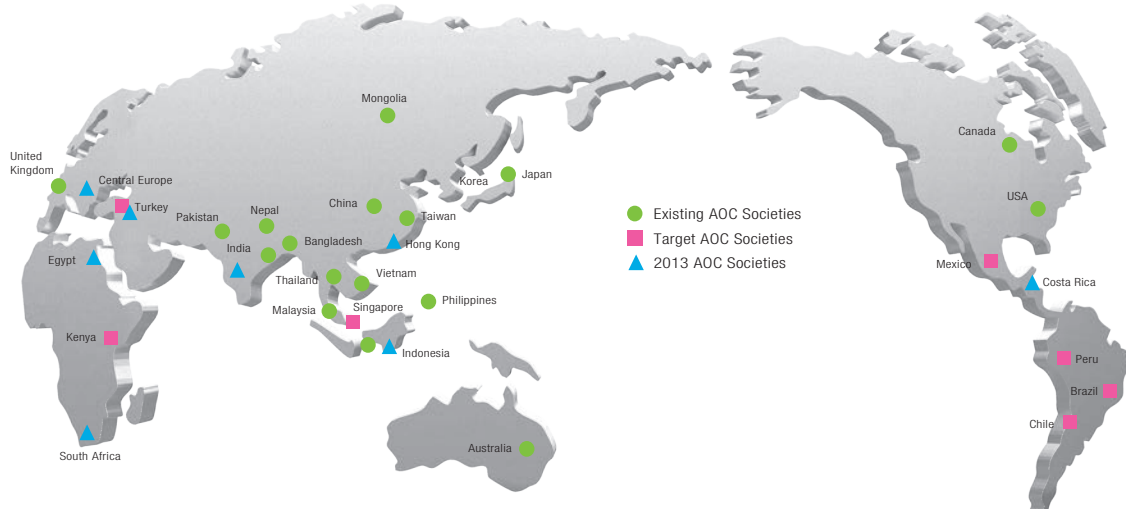 Mongolia
Canada
United
Kingdom
Central Europe
Korea
Japan
Turkey
Pakistan
Nepal
China
Taiwan
USA
Existing AOC Societies
India
Bangladesh
Hong Kong
Target AOC Societies
Egypt
2013 AOC Societies
Mexico
Thailand
Vietnam
Costa Rica
Malaysia
Singapore
Philippines
Kenya
Indonesia
Peru
Brazil
Chile
South Africa
Australia